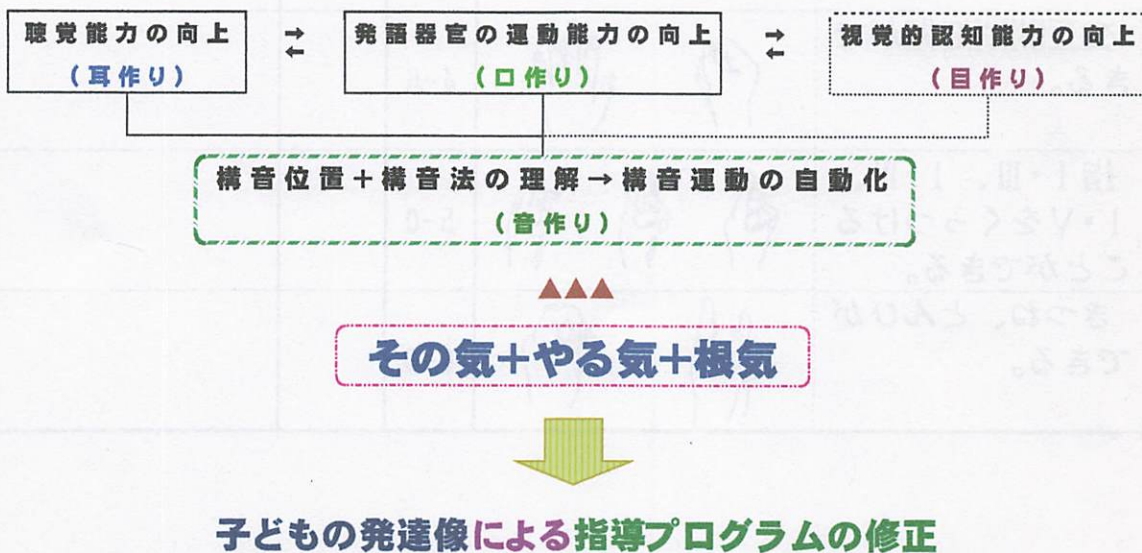 聴覚能力の向上 → ← 発語器官の運動能力の向上 → ← 視覚的認知能力の向上
(耳作り) (口作り) (目作り)
構音位置+構音法の理解→構音運動の自動化
(音作り)
▲▲▲
その気+やる気+根気
子どもの発達像による指導プログラムの修正